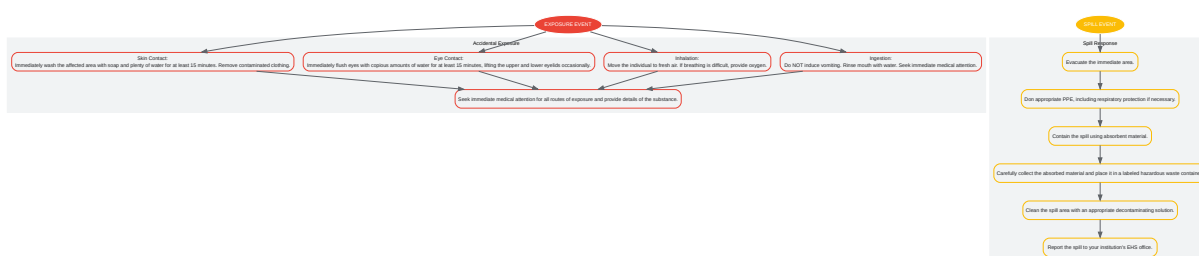 EXPOSURE EVENT
Accidental Exposure
Skin Contact:
Immediately wash the affected area with soap and plenty of water for at least 15 minutes. Remove contaminated clothing.
Eye Contact:
Immediately flush eyes with copious amounts of water for at least 15 minutes, lifting the upper and lower eyelids occasionally.
Inhalation:
Move the individual to fresh air. If breathing is difficult, provide oxygen.
Ingestion:
Do NOT induce vomiting. Rinse mouth with water. Seek immediate medical attention.
Seek immediate medical attention for all routes of exposure and provide details of the substance.
SPILL EVENT
Spill Response
Evacuate the immediate area.
Don appropriate PPE, including respiratory protection if necessary.
Contain the spill using absorbent material.
Carefully collect the absorbed material and place it in a labeled hazardous waste containe
Clean the spill area with an appropriate decontaminating solution.
Report the spill to your institution's EHS office.